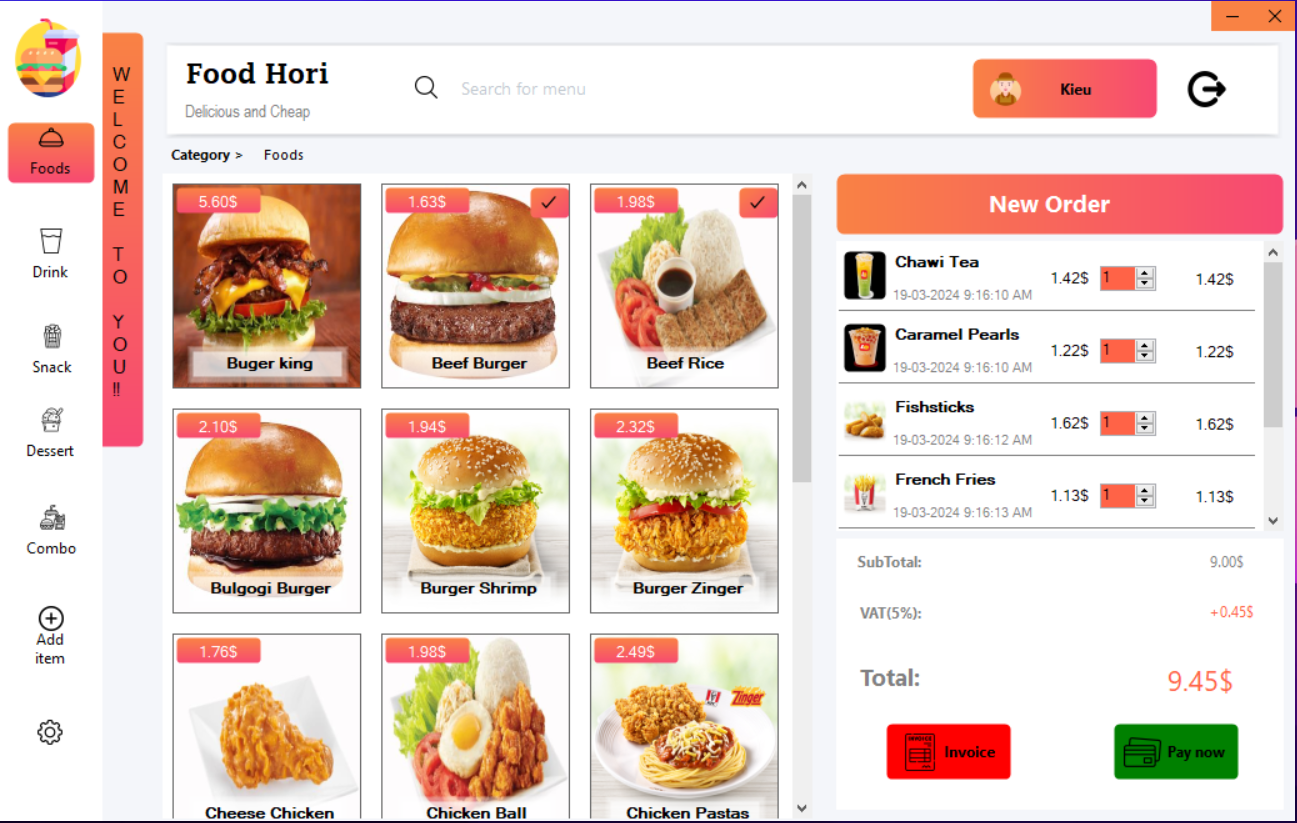 WELCOME TO YOU!!
Food Hori
Delicious and Cheap
Search for menu
Kieu
Foods
Drink
Snack
Dessert
Combo
Add
item
Category > Foods
5.60$
Buger king
1.63$
Beef Burger
1.98$
Beef Rice
2.10$
Bulgogi Burger
1.94$
Burger Shrimp
2.32$
Burger Zinger
1.76$
Cheese Chicken
1.98$
Chicken Ball
2.49$
Zinger
Chicken Pastas
New Order
Chawi Tea
19-03-2024 9:16:10 AM
1.42$ 1 1.42$
Caramel Pearls
19-03-2024 9:16:10 AM
1.22$ 1 1.22$
Fishsticks
19-03-2024 9:16:12 AM
1.62$ 1 1.62$
French Fries
19-03-2024 9:16:13 AM
1.13$ 1 1.13$
SubTotal: 9.00$
VAT(5%): +0.45$
Total: 9.45$
INVOICE
Invoice
Pay now